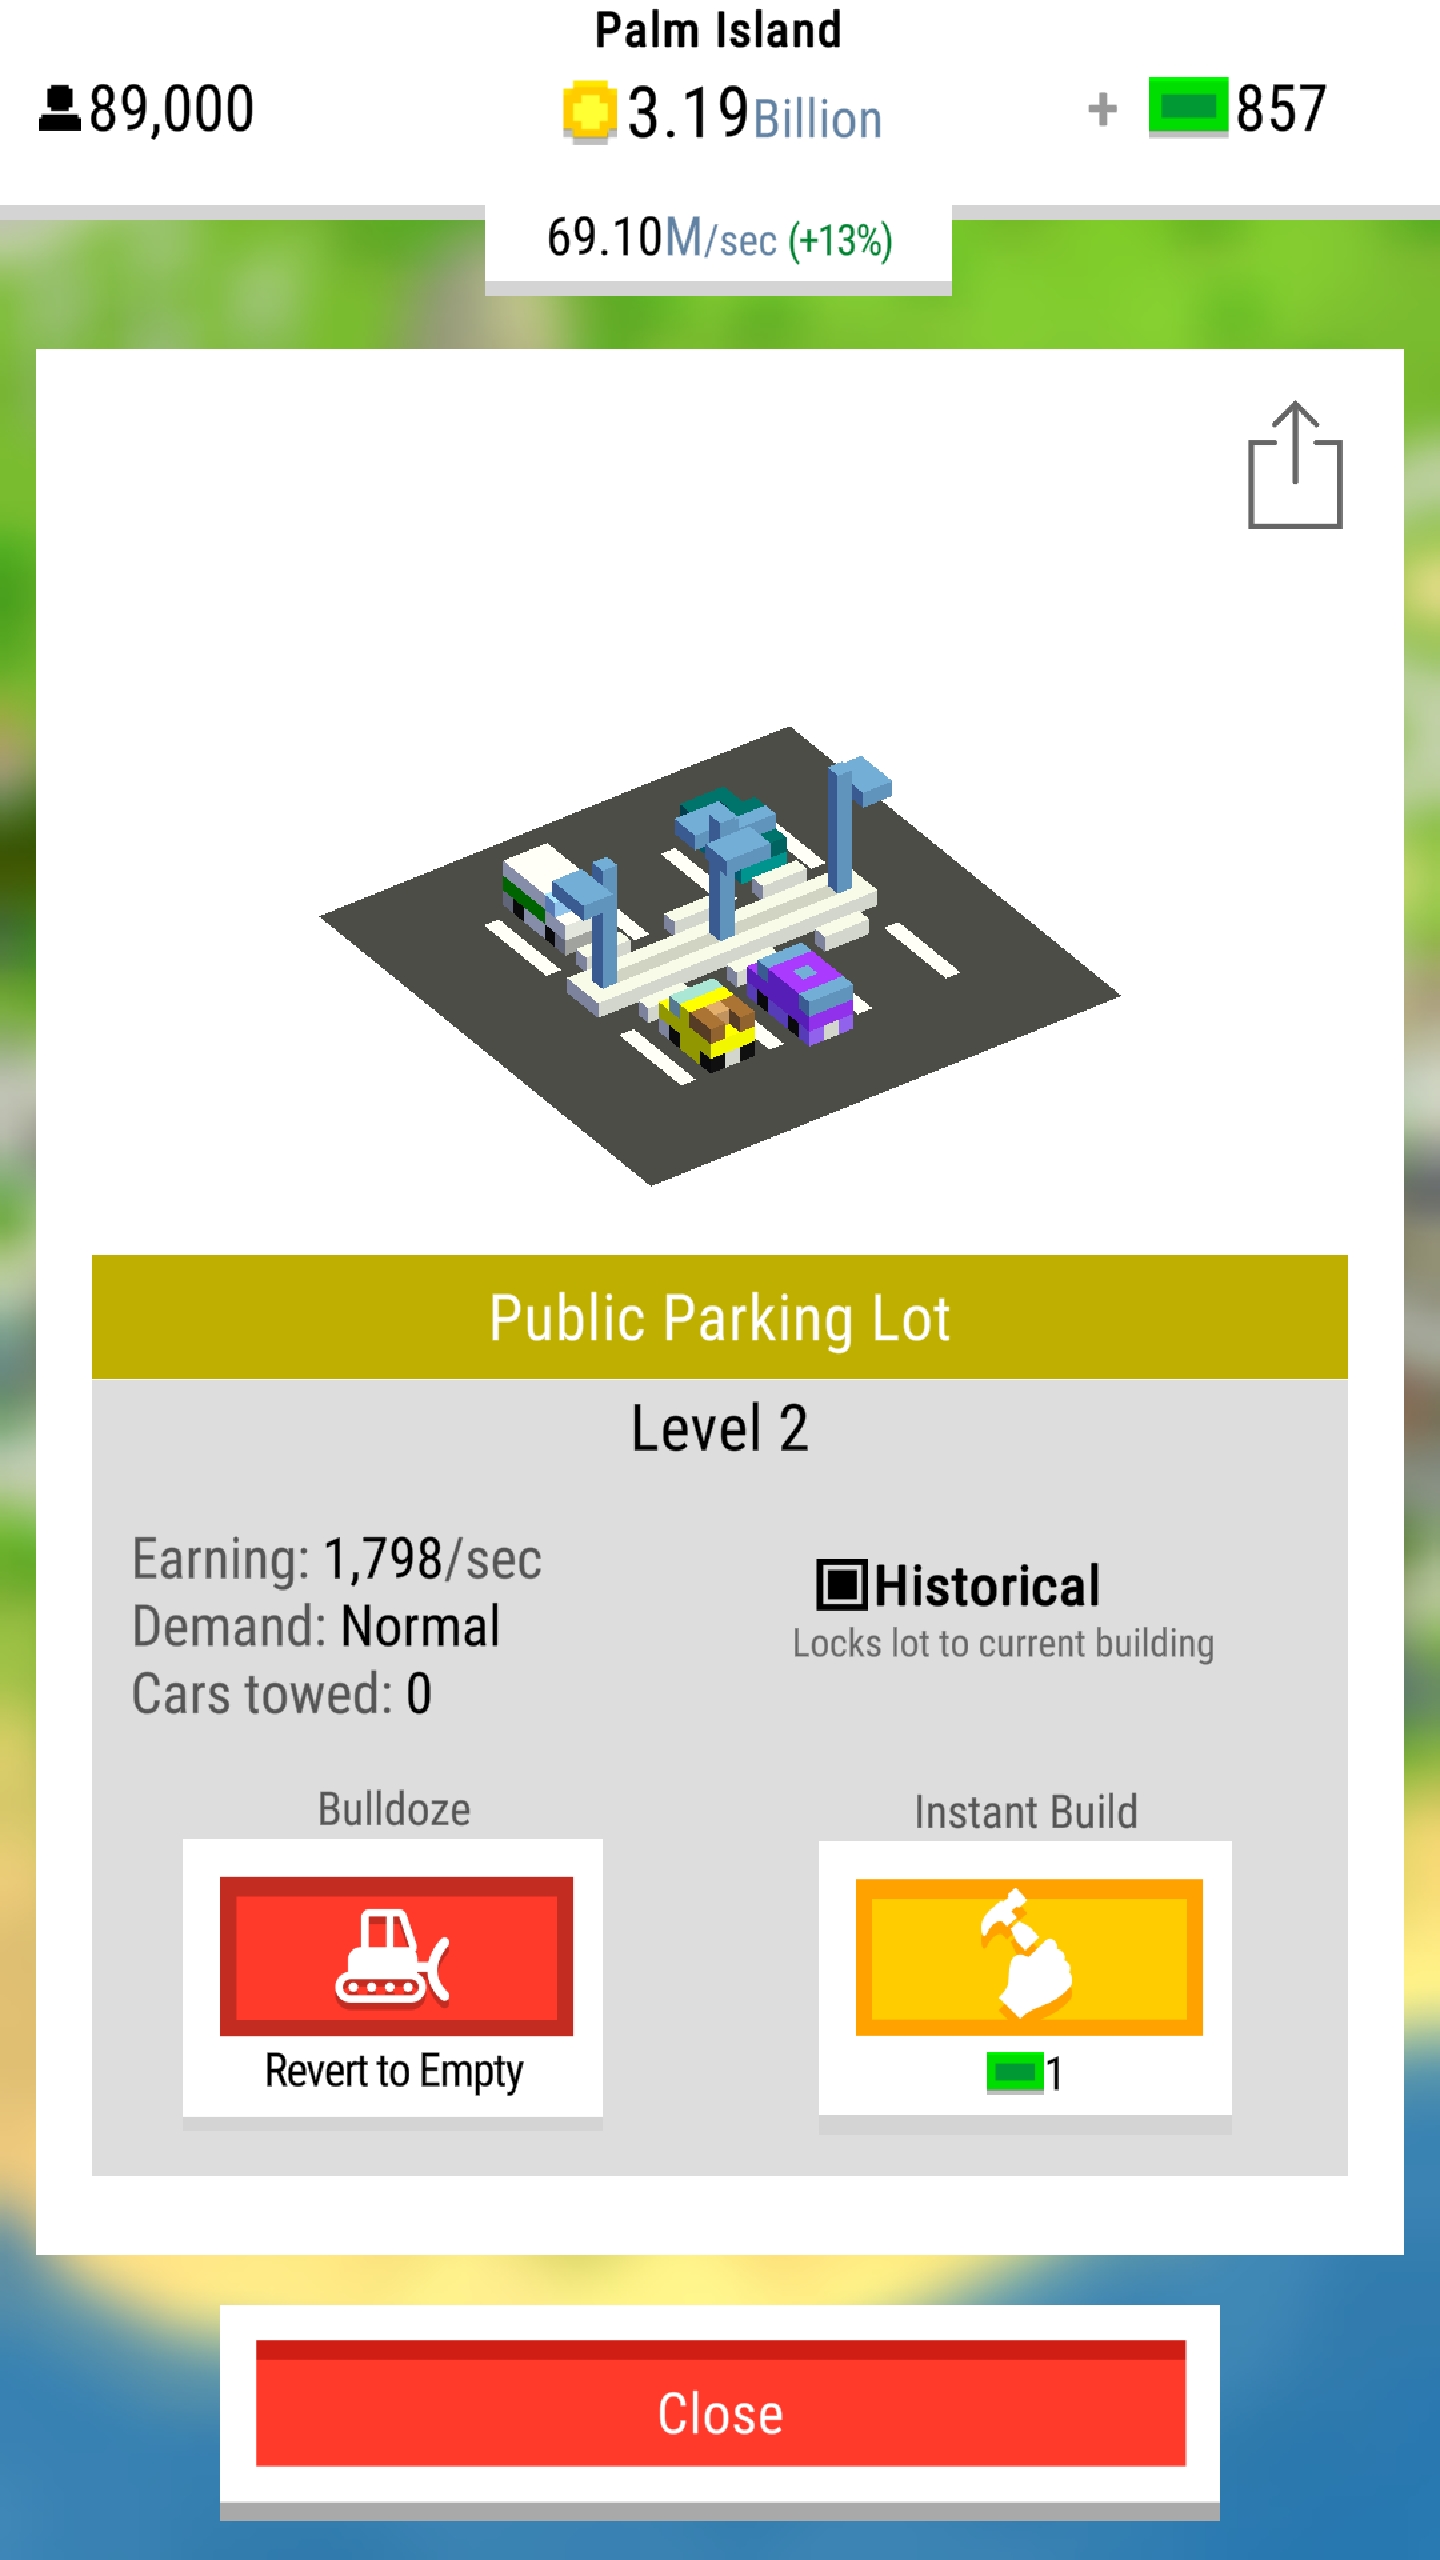 Palm Island
89,000
3.19Billion
+ 857
69.10M/sec (+13%)
Public Parking Lot
Level 2
Earning: 1,798/sec
Demand: Normal
Cars towed: 0
Historical
Locks lot to current building
Bulldoze
Revert to Empty
Instant Build
1
Close